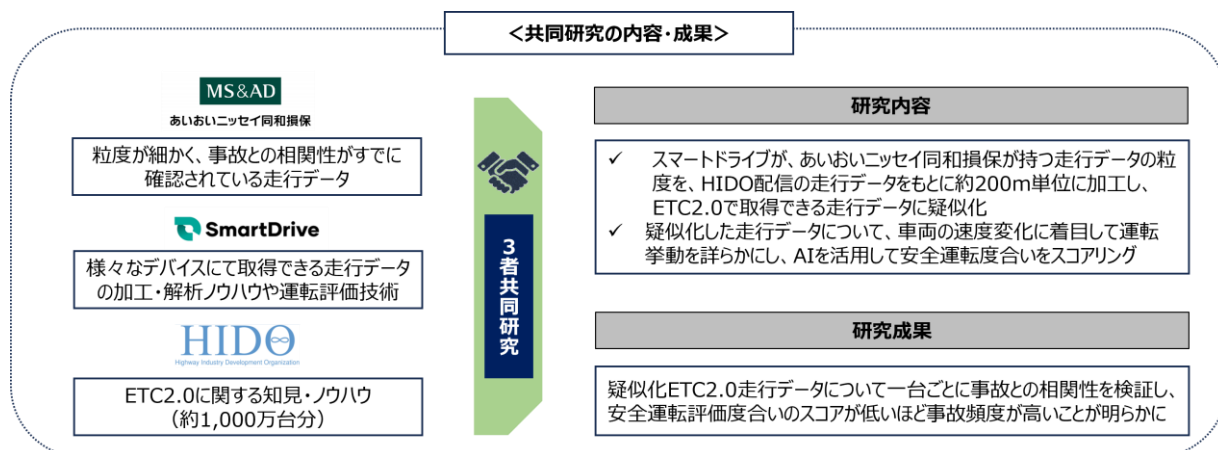 <共同研究の内容・成果>
MS&AD
あいおいニッセイ同和損保
粒度が細かく、事故との相関性がすでに
確認されている走行データ
SmartDrive
様々なデバイスにて取得できる走行データ
の加工・解析ノウハウや運転評価技術
HIDO
Highway Industry Development Organization
ETC2.0に関する知見・ノウハウ
(約1,000万台分)
3者共同研究
研究内容
✓ スマートドライブが、あいおいニッセイ同和損保が持つ走行データの粒
度を、HIDO配信の走行データをもとに約200m単位に加工し、
ETC2.0で取得できる走行データに疑似化
✓ 疑似化した走行データについて、車両の速度変化に着目して運転
挙動を詳らかにし、AIを活用して安全運転度合いをスコアリング
研究成果
疑似化ETC2.0走行データについて一台ごとに事故との相関性を検証し、
安全運転評価度合いのスコアが低いほど事故頻度が高いことが明らかに